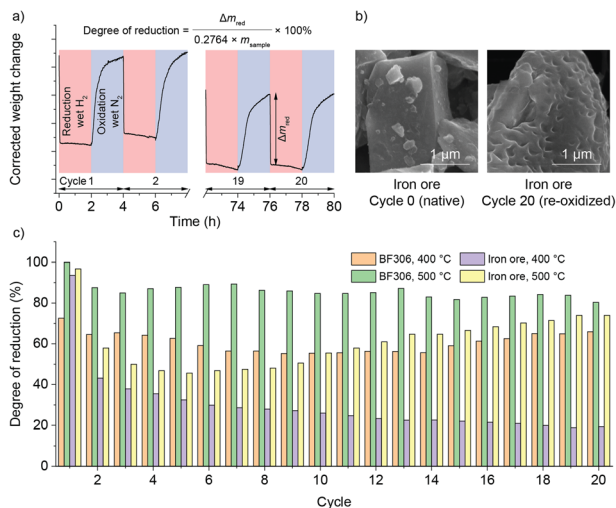 a)
Degree of reduction = Δm_red / 0.2764 × m_sample × 100%
Corrected weight change
Reduction
wet H₂
Oxidation
wet N₂
Δm_red
Cycle 1
2
19
20
0 2 4 6 74 76 78 80
Time (h)
b)
1 μm
1 μm
Iron ore
Cycle 0 (native)
Iron ore
Cycle 20 (re-oxidized)
c)
BF306, 400 °C
Iron ore, 400 °C
BF306, 500 °C
Iron ore, 500 °C
Degree of reduction (%)
100
80
60
40
20
0
2 4 6 8 10 12 14 16 18 20
Cycle